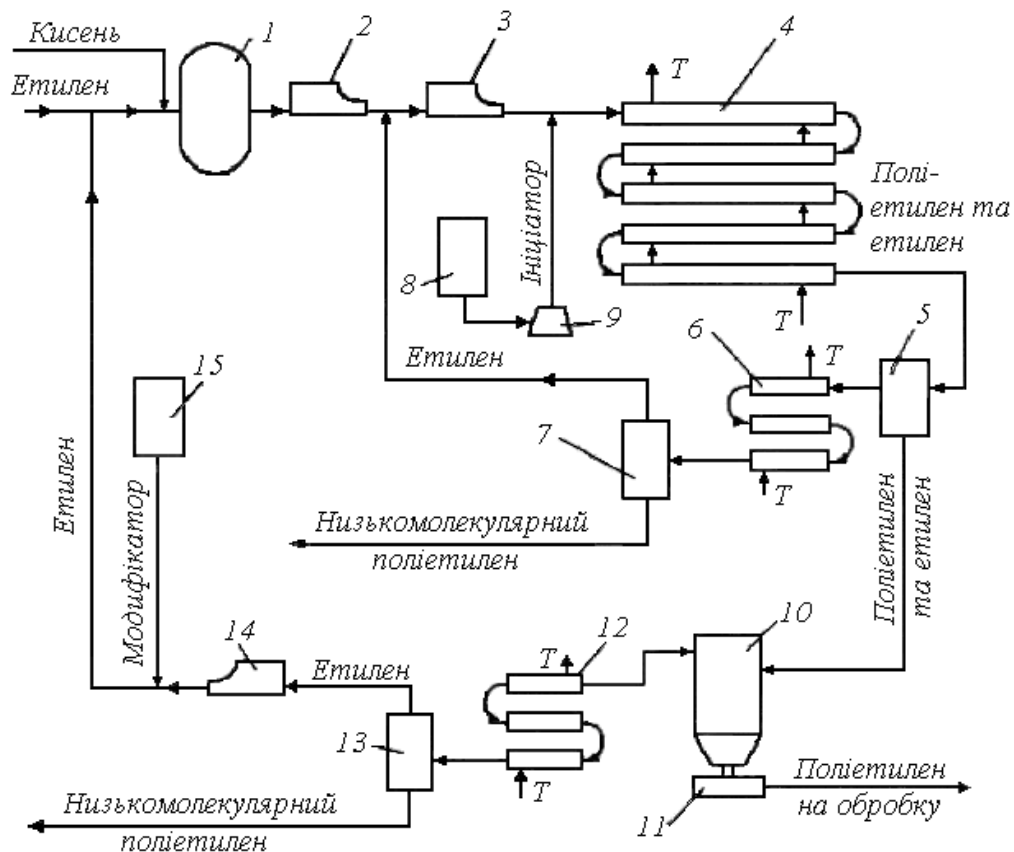 Кисень
1
2
3
4
Етилен
Т
Полі-
етилен та
етилен
Ініціатор
8
9
Т
5
6
Т
Етилен
15
7
Т
Етилен
Модифікатор
Низькомолекулярний
поліетилен
Поліетилен
та етилен
14
Етилен
Т
12
10
13
Т
Поліетилен
на обробку
11
Низькомолекулярний
поліетилен